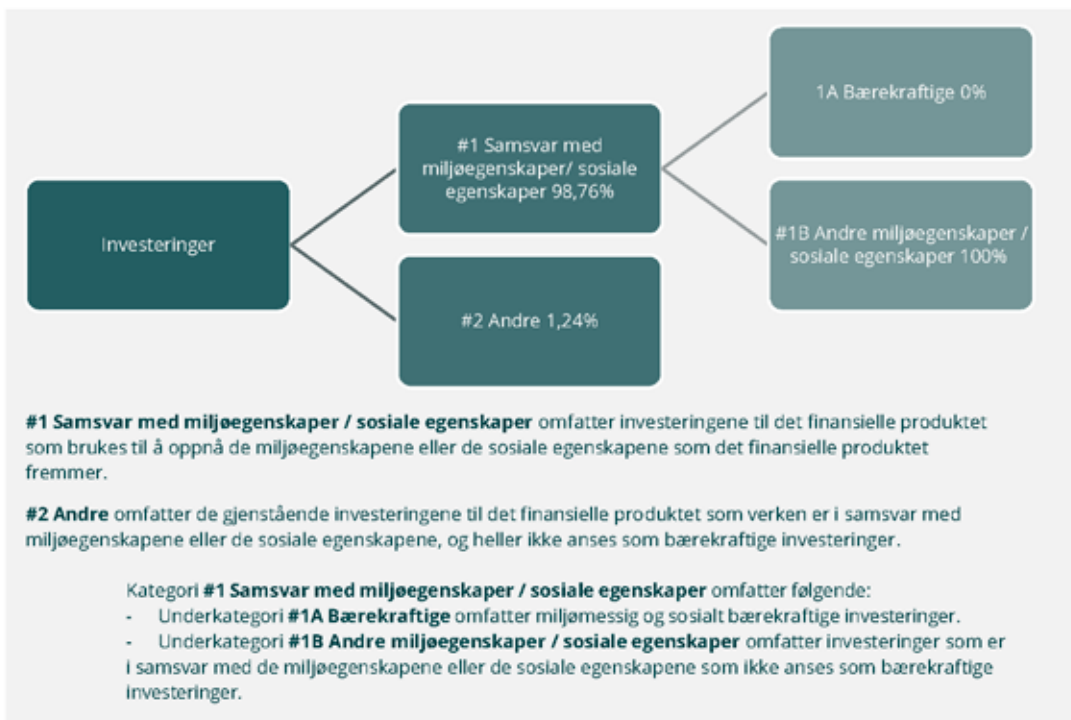 1A Bærekraftige 0%
#1 Samsvar med
miljøegenskaper/ sosiale
egenskaper 98,76%
Investeringer
#1B Andre miljøegenskaper /
sosiale egenskaper 100%
#2 Andre 1,24%
#1 Samsvar med miljøegenskaper / sosiale egenskaper omfatter investeringene til det finansielle produktet
som brukes til å oppnå de miljøegenskapene eller de sosiale egenskapene som det finansielle produktet
fremmer.
#2 Andre omfatter de gjenstående investeringene til det finansielle produktet som verken er i samsvar med
miljøegenskapene eller de sosiale egenskapene, og heller ikke anses som bærekraftige investeringer.
Kategori #1 Samsvar med miljøegenskaper / sosiale egenskaper omfatter følgende:
- Underkategori #1A Bærekraftige omfatter miljømessig og sosialt bærekraftige investeringer.
- Underkategori #1B Andre miljøegenskaper / sosiale egenskaper omfatter investeringer som er
i samsvar med de miljøegenskapene eller de sosiale egenskapene som ikke anses som bærekraftige
investeringer.